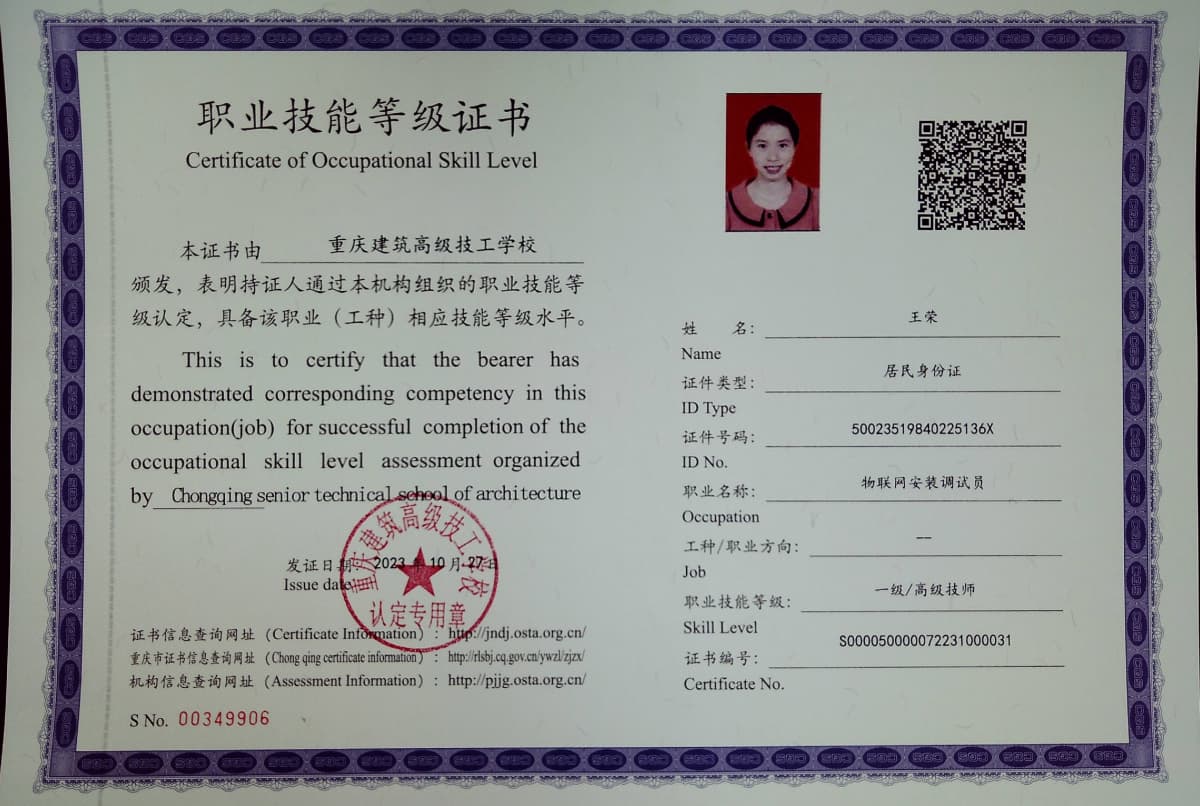 职业技能等级证书
Certificate of Occupational Skill Level
本证书由 重庆建筑高级技工学校
颁发，表明持证人通过本机构组织的职业技能等
级认定，具备该职业（工种）相应技能等级水平。
This is to certify that the bearer has
demonstrated corresponding competency in this
occupation(job) for successful completion of the
occupational skill level assessment organized
by Chongqing senior technical school of architecture
发证日期： 2023 年 10 月 27 日
Issue date
重庆建筑高级技工学校
认定专用章
证书信息查询网址（Certificate Information）：http://jndj.osta.org.cn/
重庆市证书信息查询网址（Chong qing certificate information）：http://rlsbj.cq.gov.cn/ywzl/zjzx/
机构信息查询网址（Assessment Information）：http://pjjg.osta.org.cn/
S No. 00349906
姓 名： 王荣
Name
证件类型： 居民身份证
ID Type
证件号码： 50023519840225136X
ID No.
职业名称： 物联网安装调试员
Occupation
工种/职业方向： --
Job
职业技能等级： 一级/高级技师
Skill Level
证书编号： S000050000072231000031
Certificate No.